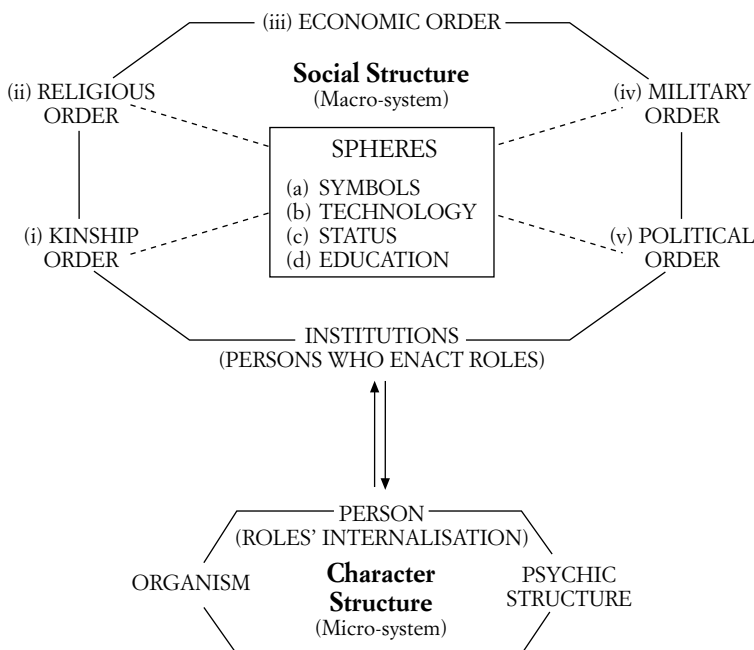 (iii) ECONOMIC ORDER
Social Structure
(Macro-system)
(ii) RELIGIOUS
ORDER
(iv) MILITARY
ORDER
SPHERES
(a) SYMBOLS
(b) TECHNOLOGY
(c) STATUS
(d) EDUCATION
(i) KINSHIP
ORDER
(v) POLITICAL
ORDER
INSTITUTIONS
(PERSONS WHO ENACT ROLES)
PERSON
(ROLES' INTERNALISATION)
ORGANISM
Character
Structure
(Micro-system)
PSYCHIC
STRUCTURE